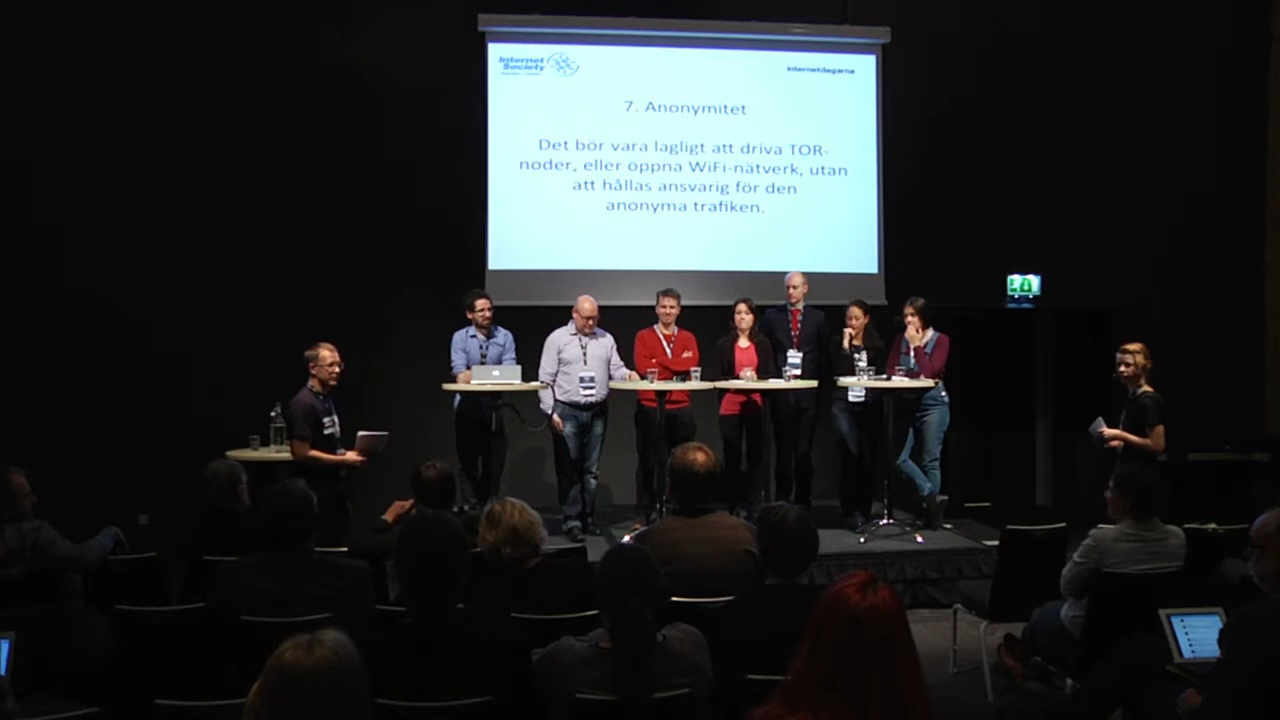 Internet
Society
internetdagarna
7. Anonymitet
Det bör vara lagligt att driva TOR-
noder, eller öppna WiFi-nätverk, utan
att hållas ansvarig för den
anonyma trafiken.